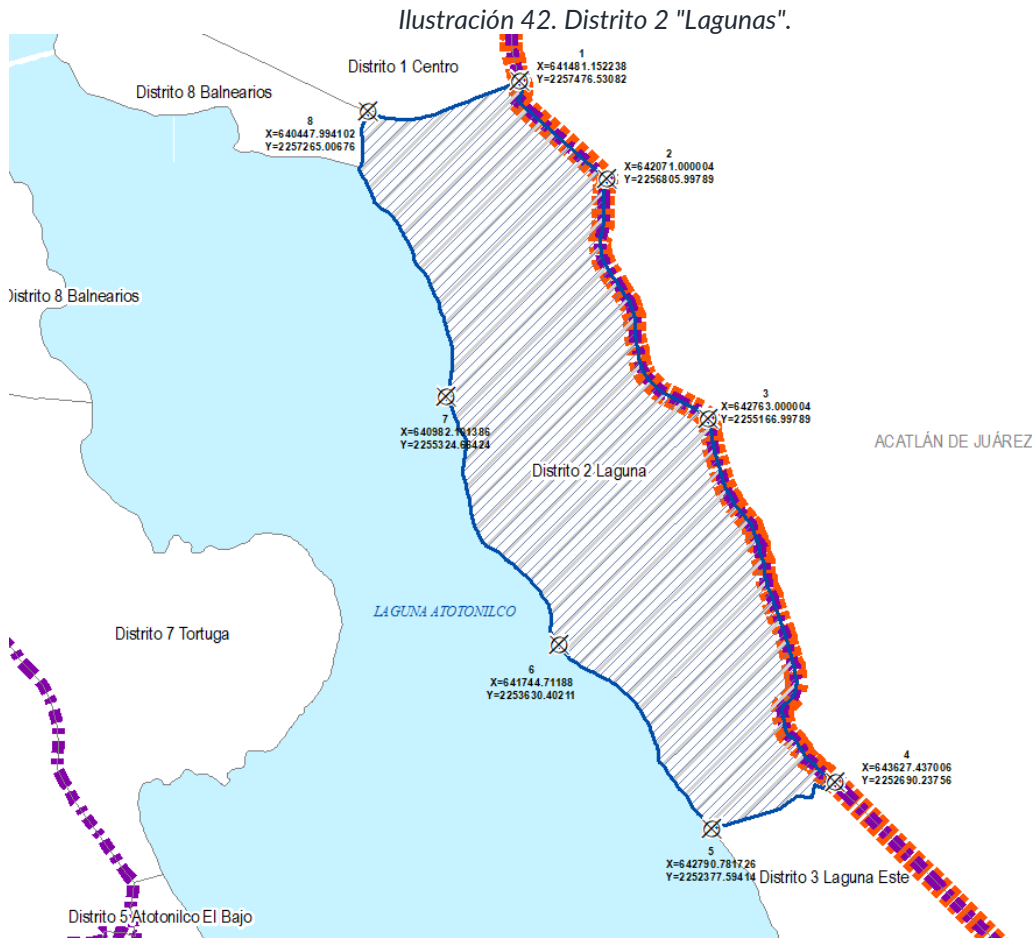 Ilustración 42. Distrito 2 "Lagunas".
1
X=641481.152238
Y=2257476.53082
Distrito 1 Centro
Distrito 8 Balnearios
8
X=640447.994102
Y=2257265.00676
2
X=642071.000004
Y=2256805.99789
Distrito 8 Balnearios
3
X=642763.000004
Y=2255166.99789
7
X=640982.181386
Y=2255324.66424
ACATLÁN DE JUÁREZ
Distrito 2 Laguna
LAGUNA ATOTONILCO
Distrito 7 Tortuga
6
X=641744.71188
Y=2253630.40211
4
X=643627.437006
Y=2252690.23756
5
X=642790.781726
Y=2252377.59414
Distrito 3 Laguna Este
Distrito 5 Atotonilco El Bajo